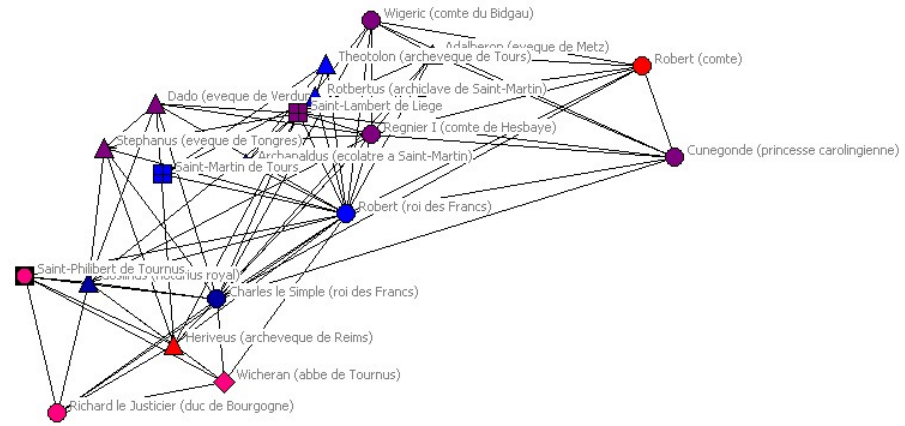 Wigeric (comte du Bidgau)
Adalberon (eveque de Metz)
Theotolon (archeveque de Tours)
Robert (comte)
Rotbertus (archiclave de Saint-Martin)
Dado (eveque de Verdun
Saint-Lambert de Liege
Regnier I (comte de Hesbaye)
Stephanus (eveque de Tongres)
Archanaldus (ecolatre a Saint-Martin)
Cunegonde (princesse carolingienne)
Saint-Martin de Tours
Robert (roi des Francs)
Saint-Philibert de Tournus
(notarius royal)
Charles le Simple (roi des Francs)
Heriveus (archeveque de Reims)
Wicheran (abbe de Tournus)
Richard le Justicier (duc de Bourgogne)